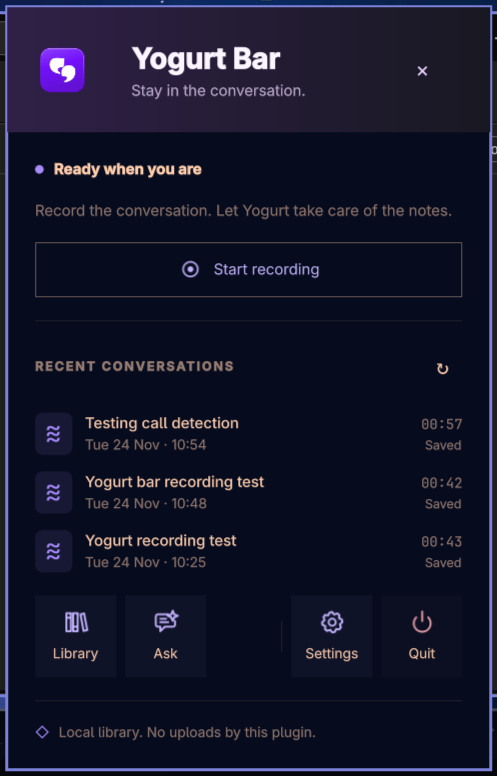 Yogurt Bar
Stay in the conversation.
Ready when you are
Record the conversation. Let Yogurt take care of the notes.
Start recording
RECENT CONVERSATIONS
Testing call detection
00:57
Tue 24 Nov · 10:54
Saved
Yogurt bar recording test
00:42
Tue 24 Nov · 10:48
Saved
Yogurt recording test
00:43
Tue 24 Nov · 10:25
Saved
Library
Ask
Settings
Quit
Local library. No uploads by this plugin.